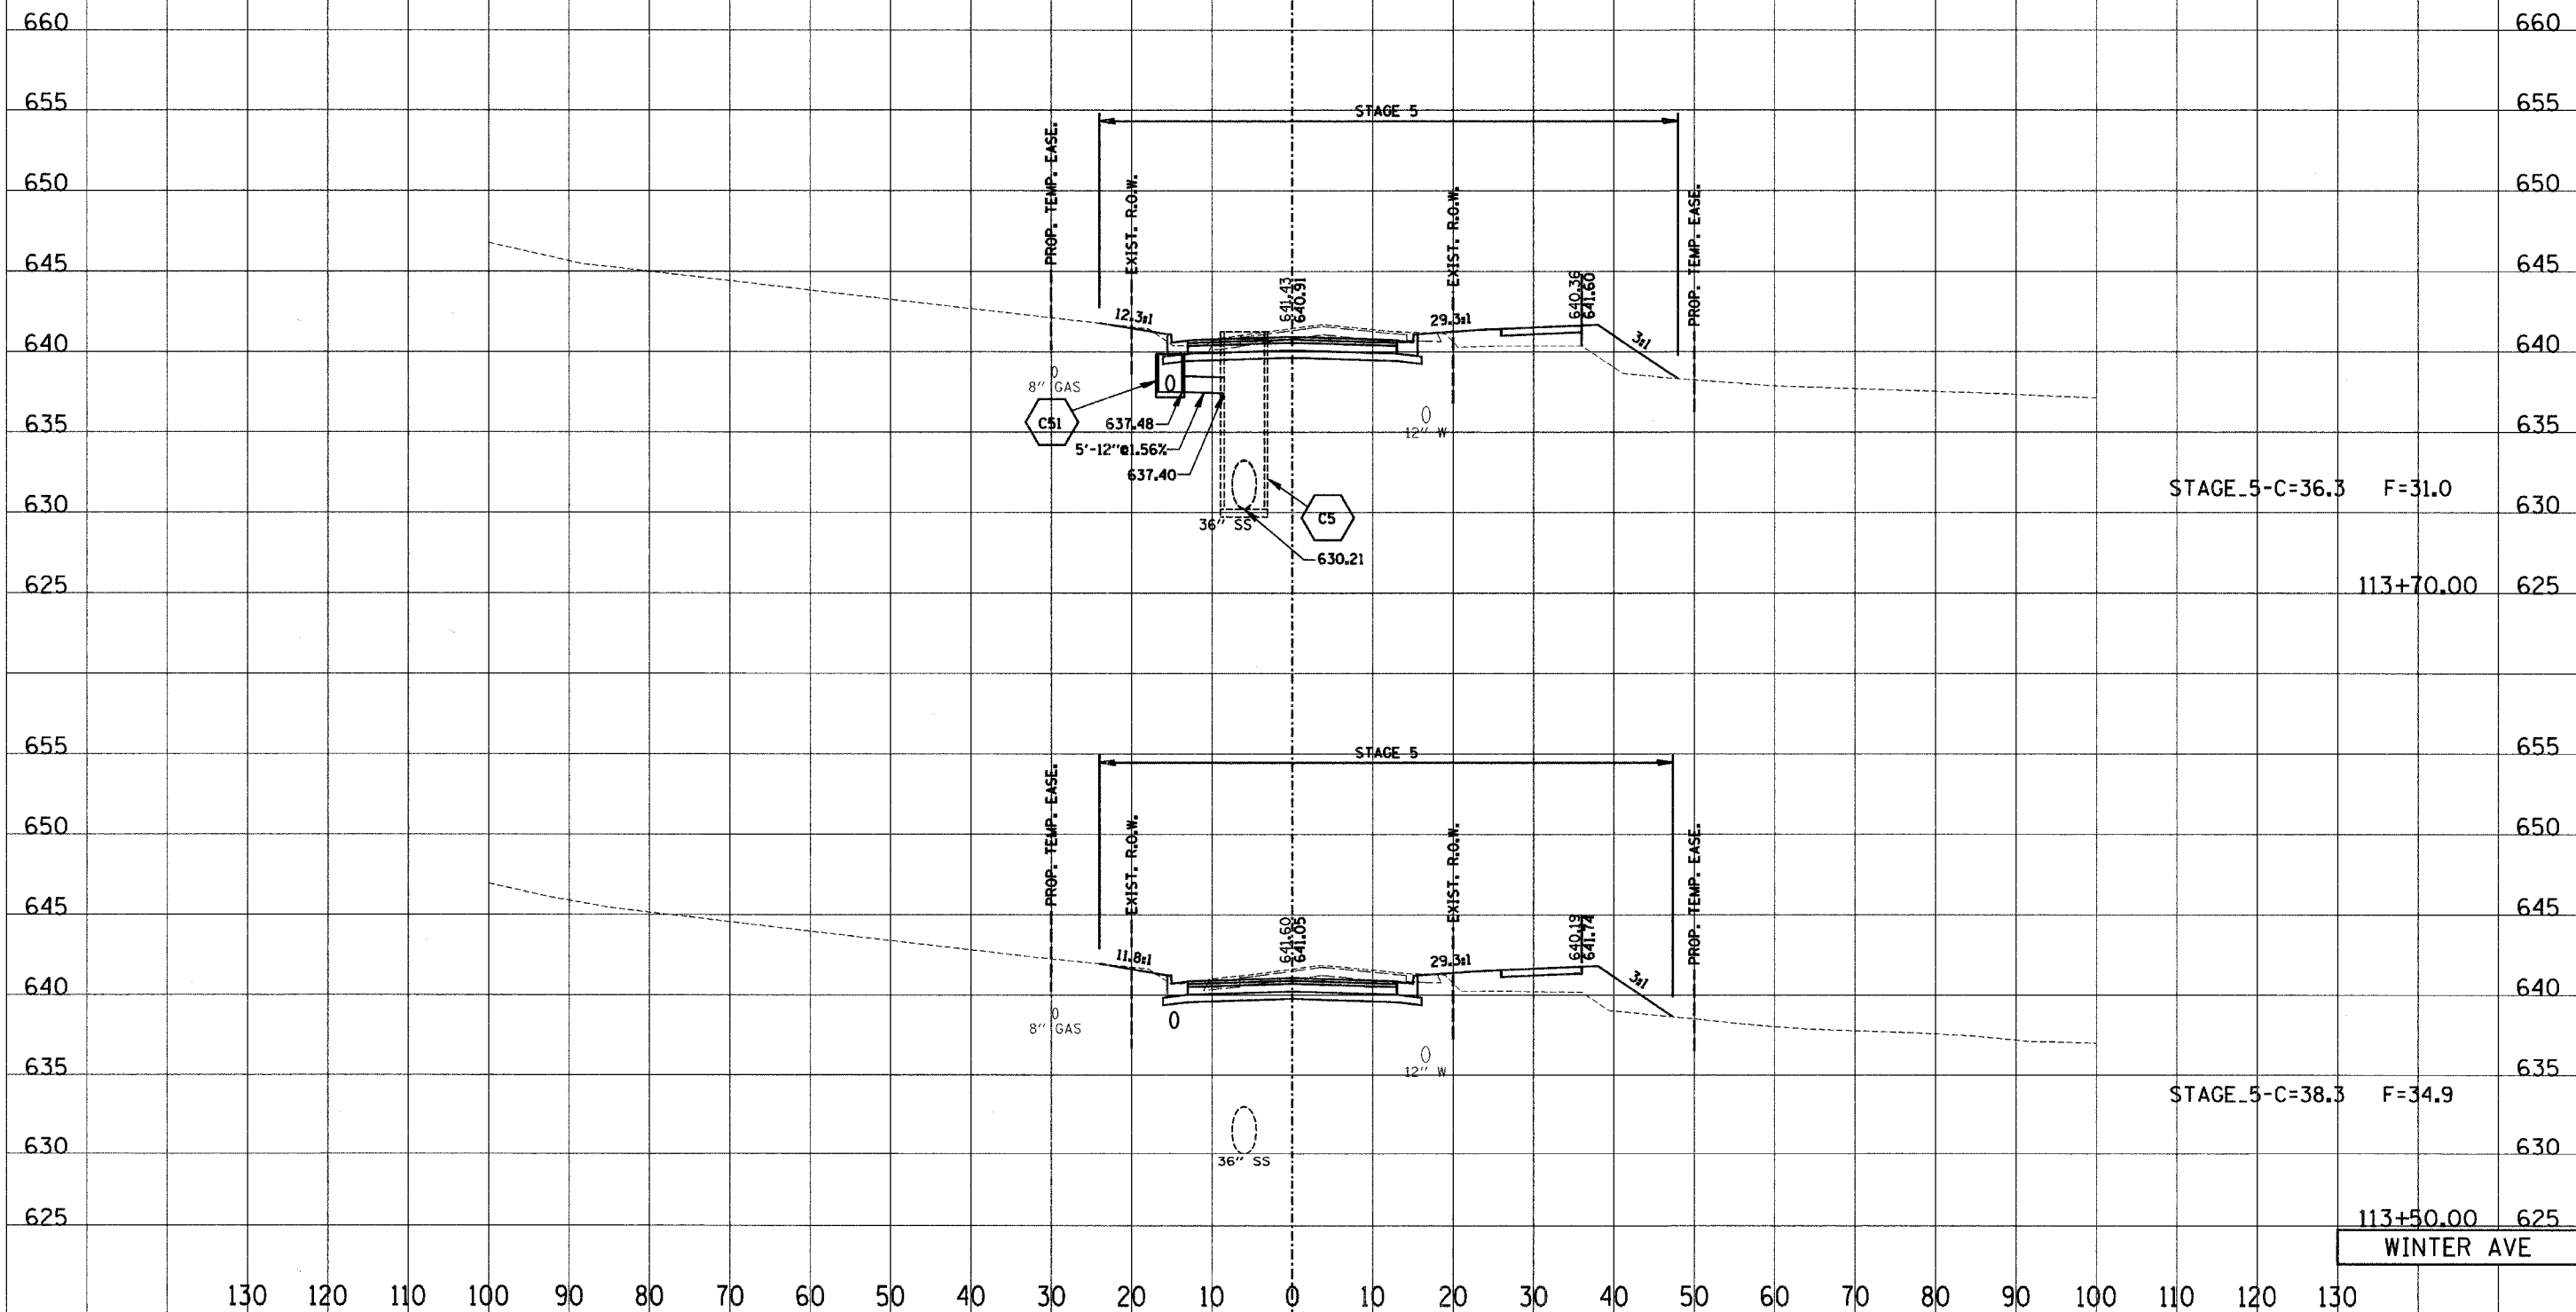 660 660
655 STAGE 5 655
PROP. TEMP. EASE.
EXIST. R.O.W.
EXIST. R.O.W.
PROP. TEMP. EASE.
650 650
645 645
641.43
640.91
640.36
641.60
12.3:1 29.3:1 3:1
640 640
8" GAS
C51 637.48
635 12" W 635
5'-12"@1.56%
637.40
STAGE_5-C=36.3 F=31.0
630 630
36" SS C5
630.21
625 113+70.00 625
655 STAGE 5 655
PROP. TEMP. EASE.
EXIST. R.O.W.
EXIST. R.O.W.
PROP. TEMP. EASE.
650 650
645 645
641.60
641.05
640.19
641.74
11.8:1 29.3:1 3:1
640 640
8" GAS
635 12" W 635
STAGE_5-C=38.3 F=34.9
630 630
36" SS
625 113+50.00 625
WINTER AVE
130 120 110 100 90 80 70 60 50 40 30 20 10 0 10 20 30 40 50 60 70 80 90 100 110 120 130